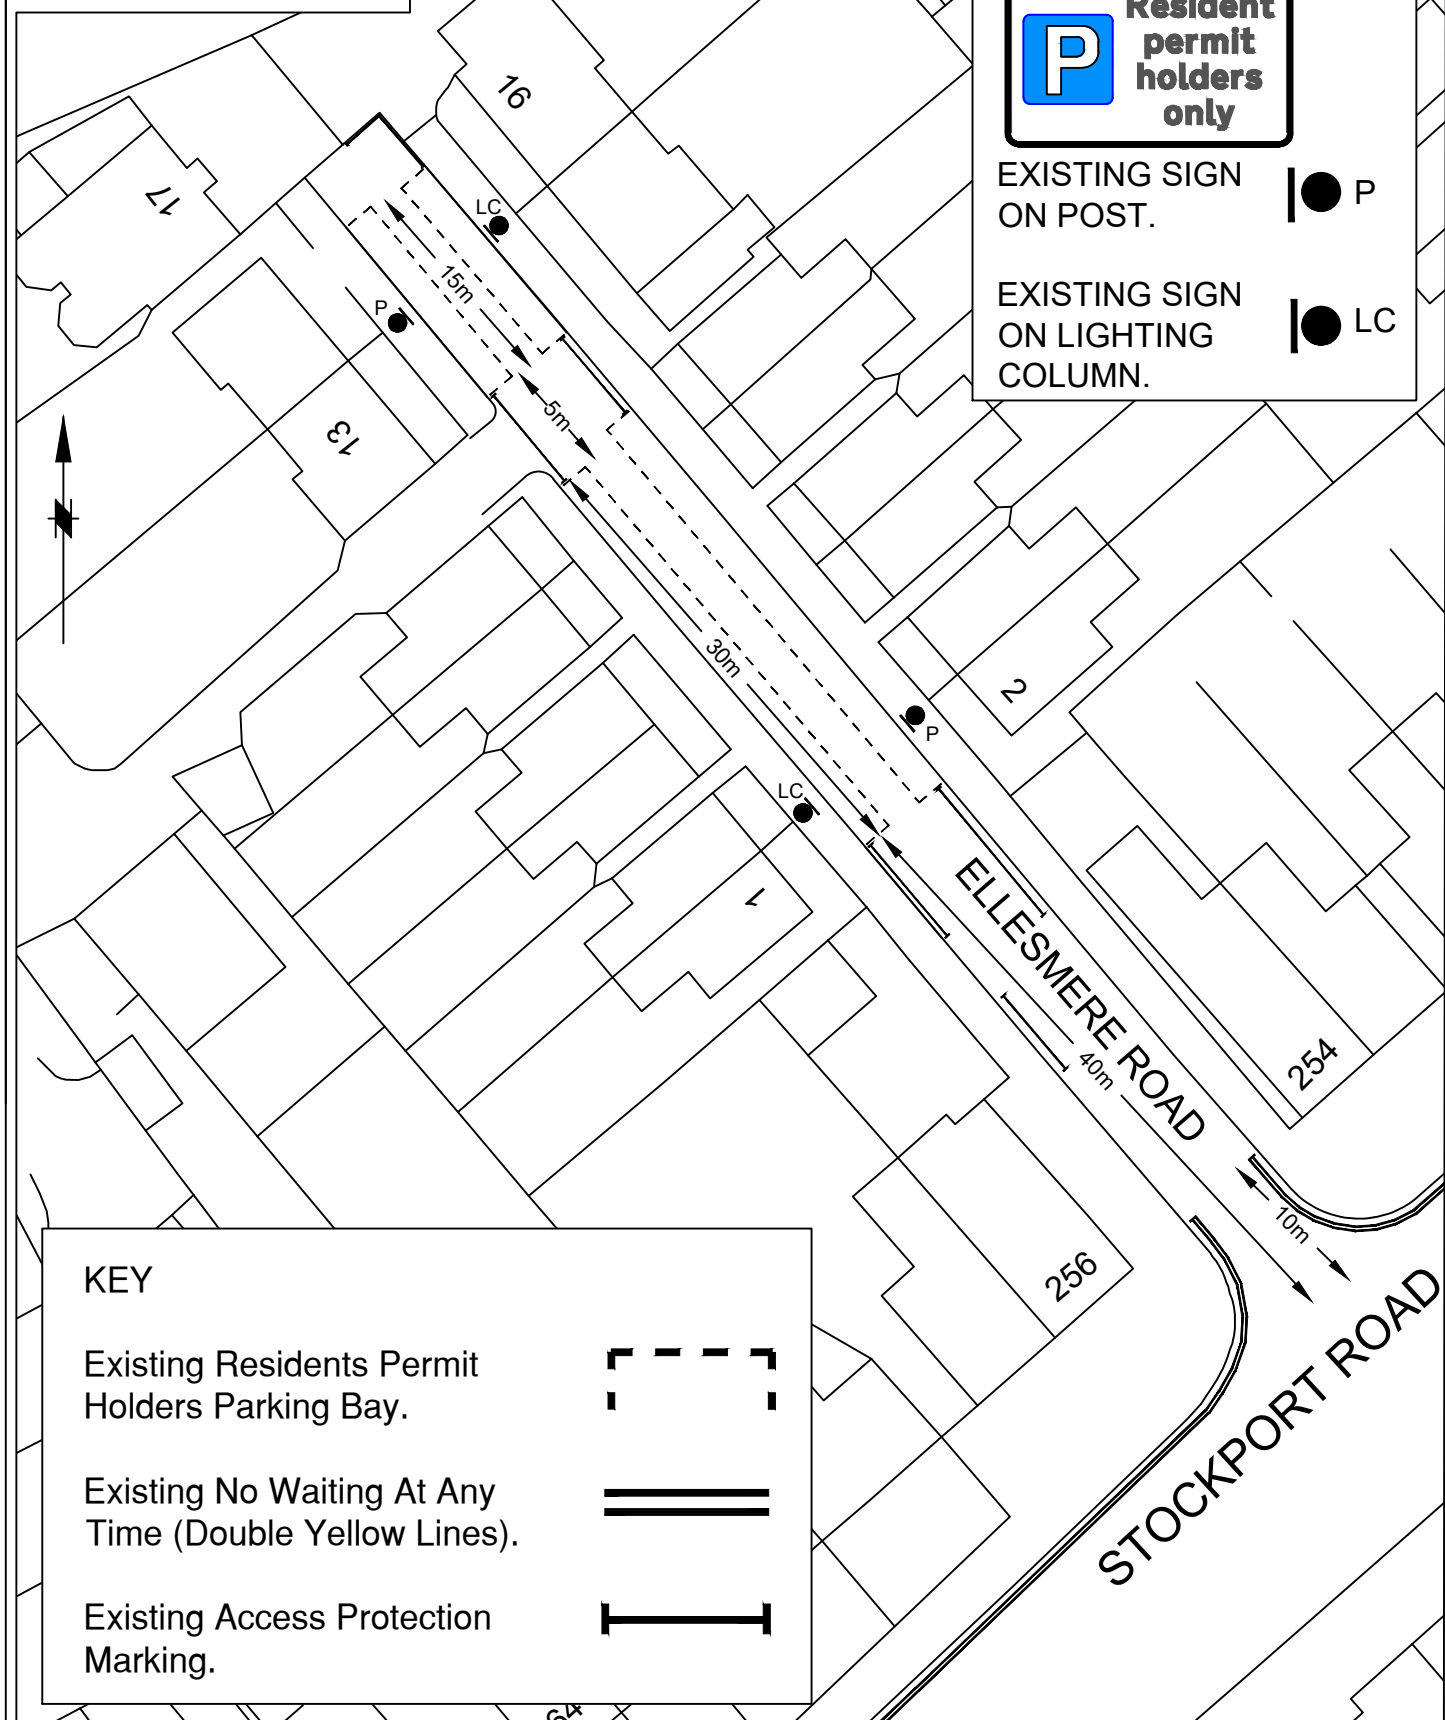 Resident
permit
holders
only
P
EXISTING SIGN
ON POST.
P
EXISTING SIGN
ON LIGHTING
COLUMN.
LC
16
17
LC
15m
P
5m
13
30m
2
P
LC
1
ELLESMERE ROAD
40m
254
10m
256
STOCKPORT ROAD
KEY
Existing Residents Permit
Holders Parking Bay.
Existing No Waiting At Any
Time (Double Yellow Lines).
Existing Access Protection
Marking.